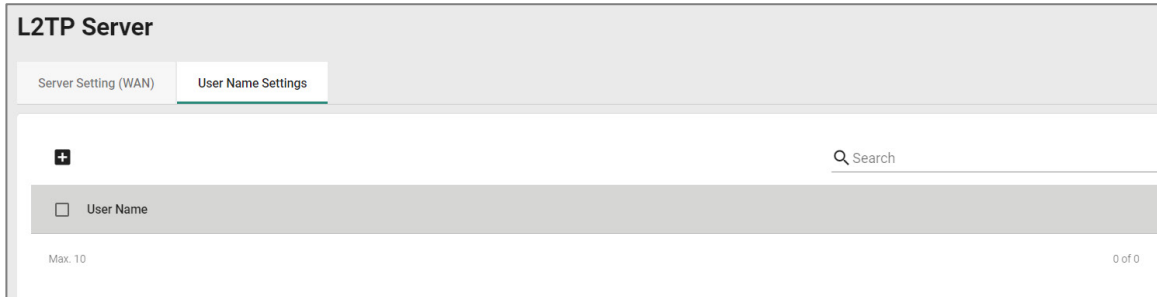 L2TP Server
Server Setting (WAN) User Name Settings
Search
User Name
Max. 10 0 of 0